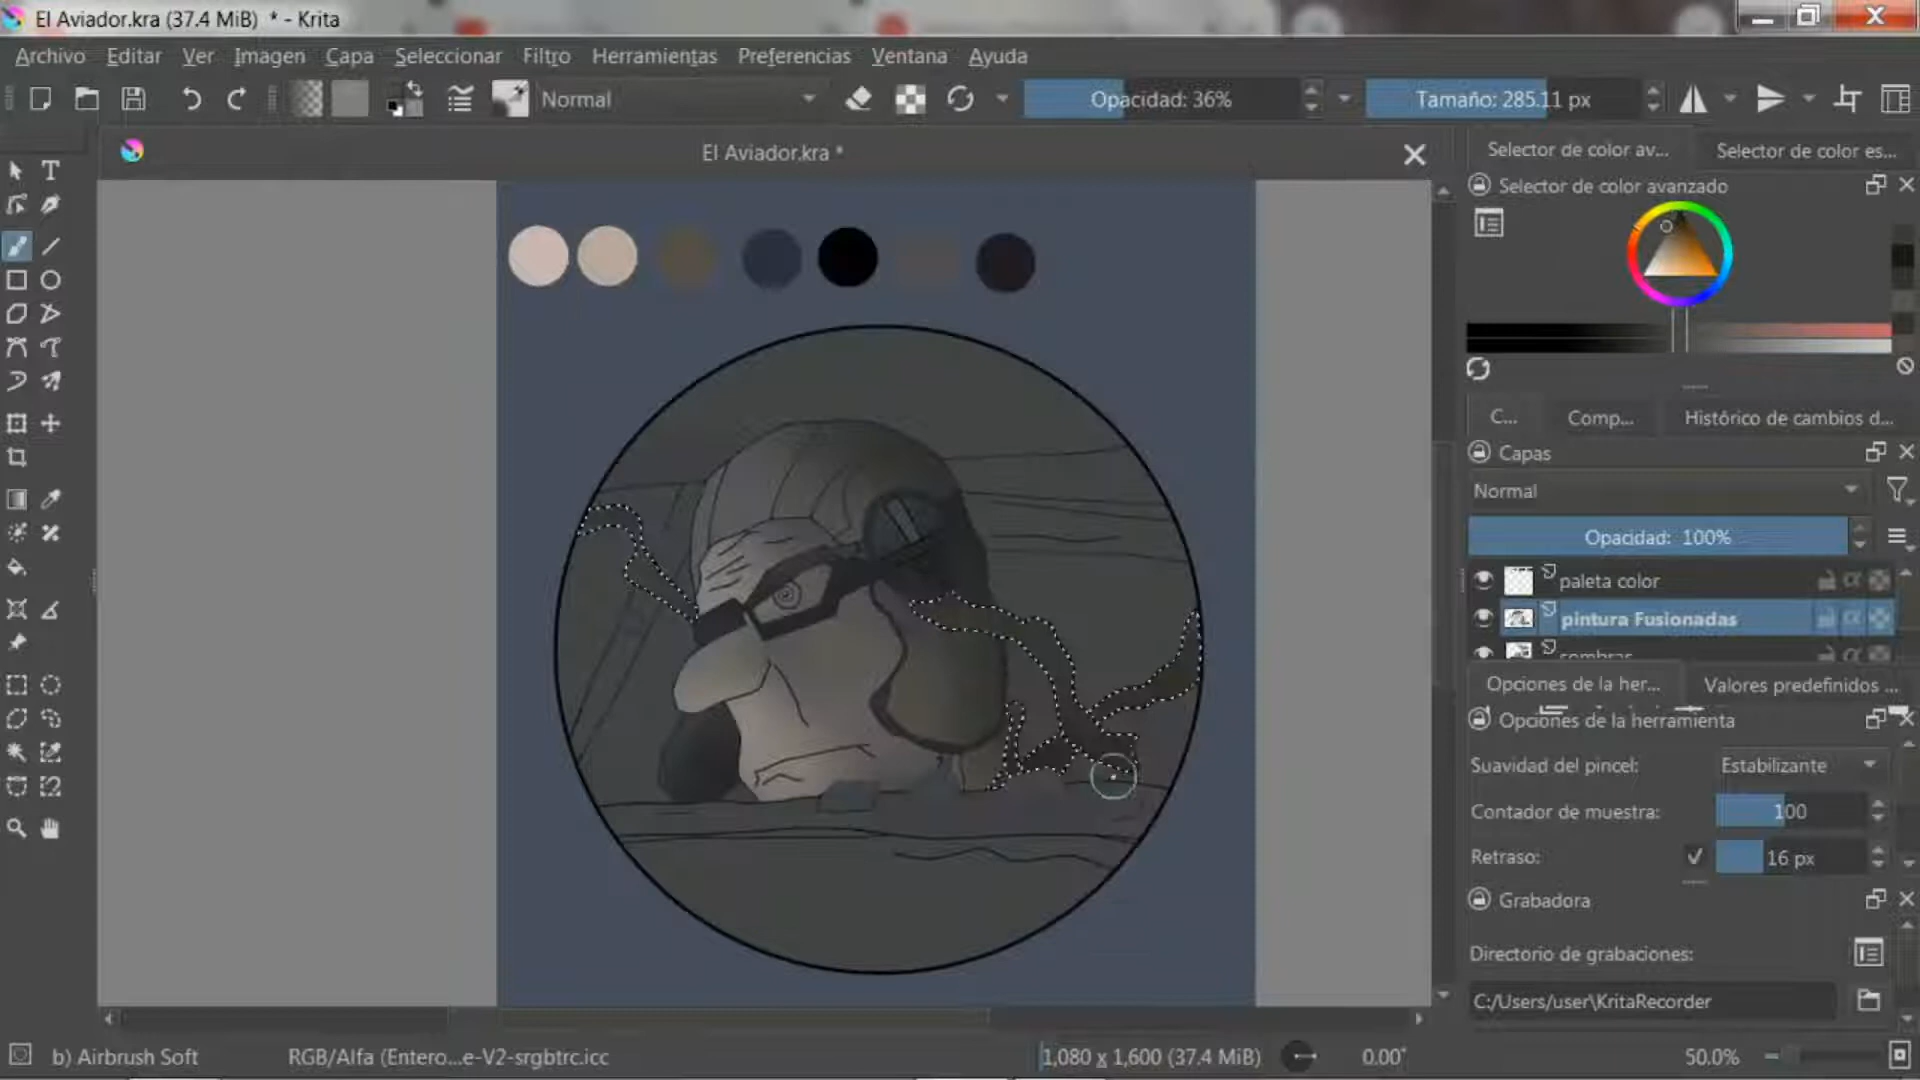 El Aviador.kra (37.4 MiB) * - Krita
Archivo Editar Ver Imagen Capa Seleccionar Filtro Herramientas Preferencias Ventana Ayuda
Normal Opacidad: 36% Tamaño: 285.11 px
El Aviador.kra *
Selector de color av... Selector de color es...
Selector de color avanzado
C... Comp... Histórico de cambios d...
Capas
Normal
Opacidad: 100%
paleta color
pintura Fusionadas
sombras
Opciones de la her... Valores predefinidos ...
Opciones de la herramienta
Suavidad del pincel: Estabilizante
Contador de muestra: 100
Retraso: 16 px
Grabadora
Directorio de grabaciones:
C:/Users/user\KritaRecorder
b) Airbrush Soft RGB/Alfa (Entero...e-V2-srgbtrc.icc 1,080 x 1,600 (37.4 MiB) 0.00° 50.0%